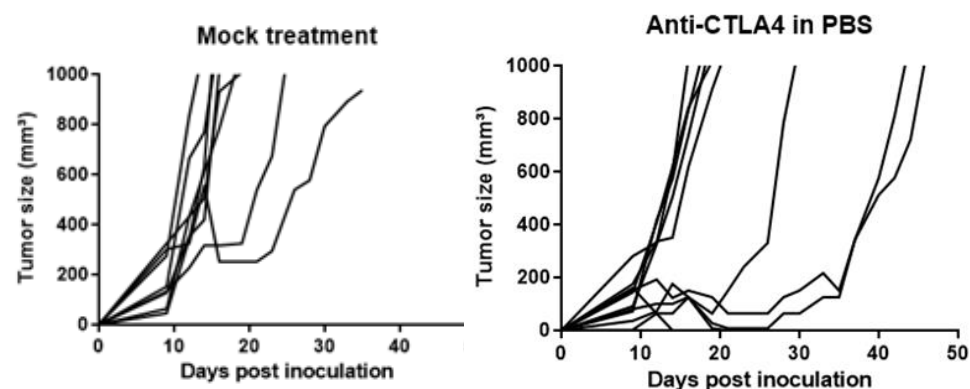 Mock treatment
Tumor size (mm³)
1000
800
600
400
200
0
0 10 20 30 40
Days post inoculation
Anti-CTLA4 in PBS
Tumor size (mm³)
1000
800
600
400
200
0
0 10 20 30 40 50
Days post inoculation